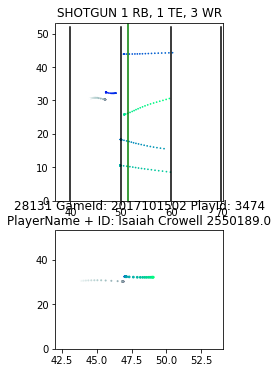 SHOTGUN 1 RB, 1 TE, 3 WR
50
40
30
20
10
0
40 50 60 70
28131 GameId: 2017101502 PlayId: 3474
PlayerName + ID: Isaiah Crowell 2550189.0
40
20
0
42.5 45.0 47.5 50.0 52.5